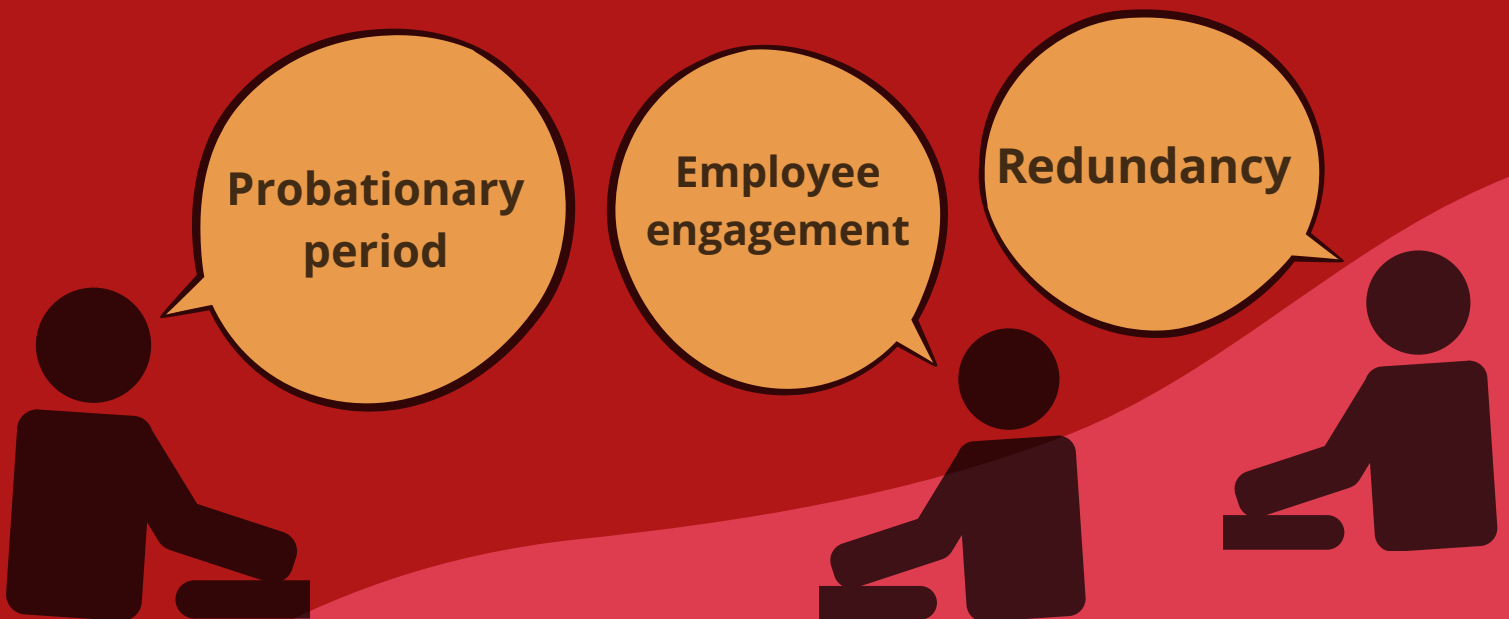 Probationary
period
Employee
engagement
Redundancy